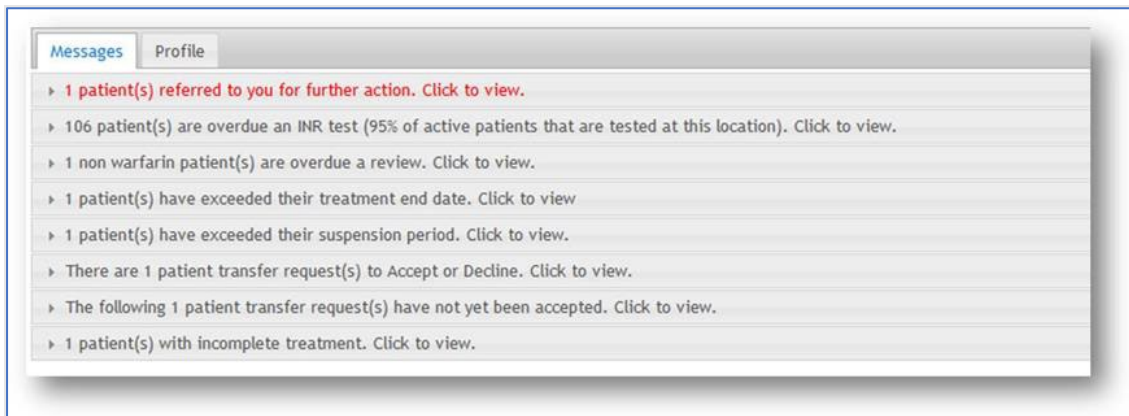 Messages Profile
1 patient(s) referred to you for further action. Click to view.
106 patient(s) are overdue an INR test (95% of active patients that are tested at this location). Click to view.
1 non warfarin patient(s) are overdue a review. Click to view.
1 patient(s) have exceeded their treatment end date. Click to view
1 patient(s) have exceeded their suspension period. Click to view.
There are 1 patient transfer request(s) to Accept or Decline. Click to view.
The following 1 patient transfer request(s) have not yet been accepted. Click to view.
1 patient(s) with incomplete treatment. Click to view.